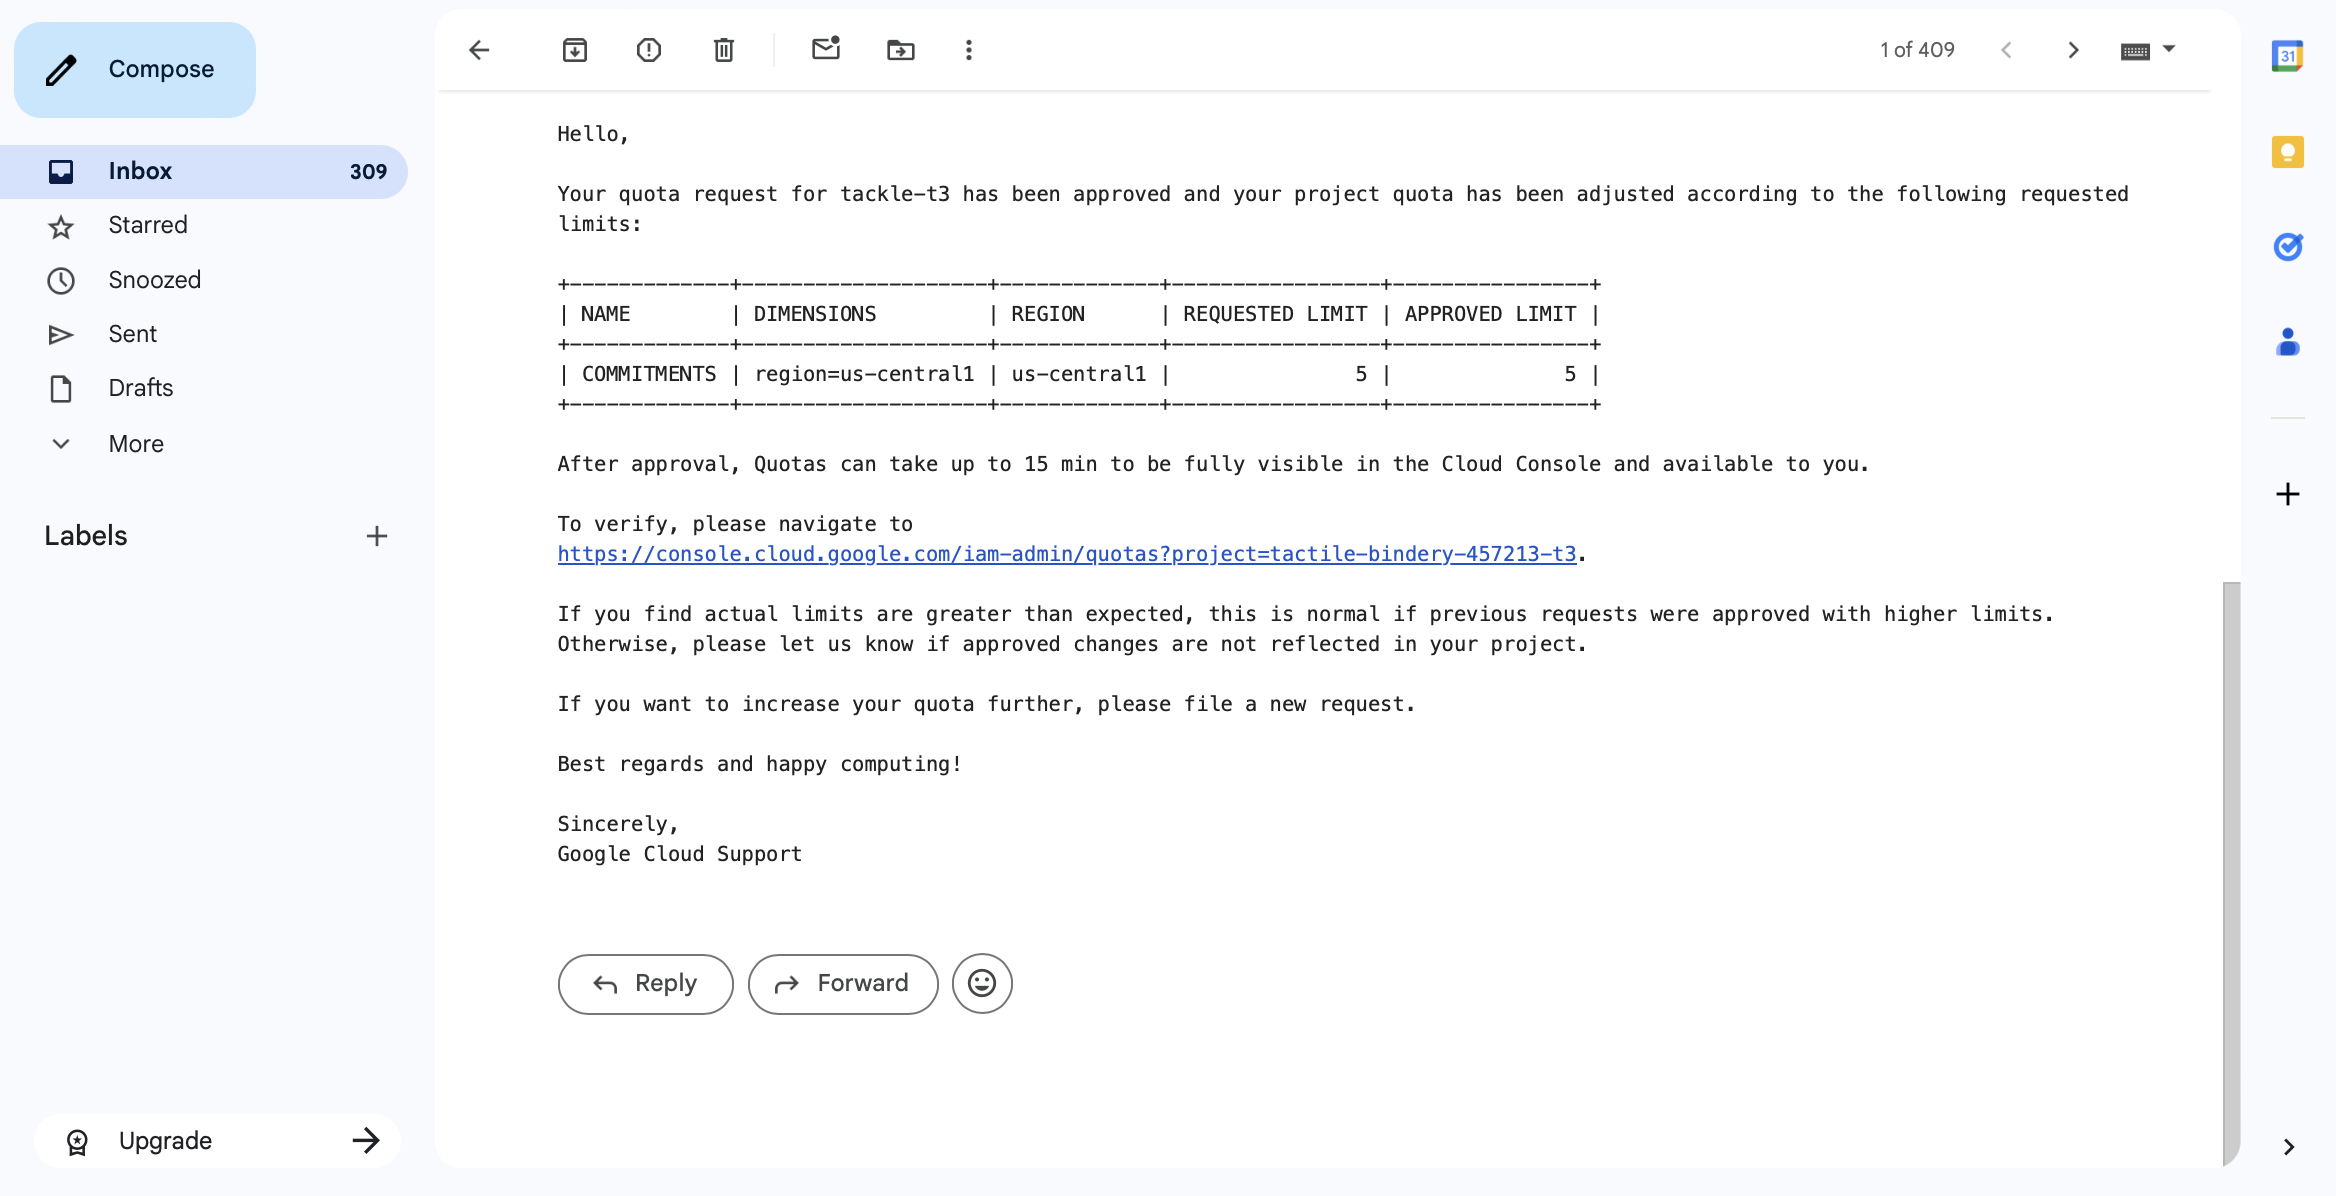 Compose
Inbox 309
Starred
Snoozed
Sent
Drafts
More
Labels
Upgrade
1 of 409
Hello,
Your quota request for tackle-t3 has been approved and your project quota has been adjusted according to the following requested
limits:
+-------------+--------------------+-------------+-----------------+----------------+
| NAME        | DIMENSIONS         | REGION      | REQUESTED LIMIT | APPROVED LIMIT |
+-------------+--------------------+-------------+-----------------+----------------+
| COMMITMENTS | region=us-central1 | us-central1 |               5 |              5 |
+-------------+--------------------+-------------+-----------------+----------------+
After approval, Quotas can take up to 15 min to be fully visible in the Cloud Console and available to you.
To verify, please navigate to
https://console.cloud.google.com/iam-admin/quotas?project=tactile-bindery-457213-t3.
If you find actual limits are greater than expected, this is normal if previous requests were approved with higher limits.
Otherwise, please let us know if approved changes are not reflected in your project.
If you want to increase your quota further, please file a new request.
Best regards and happy computing!
Sincerely,
Google Cloud Support
Reply
Forward
31